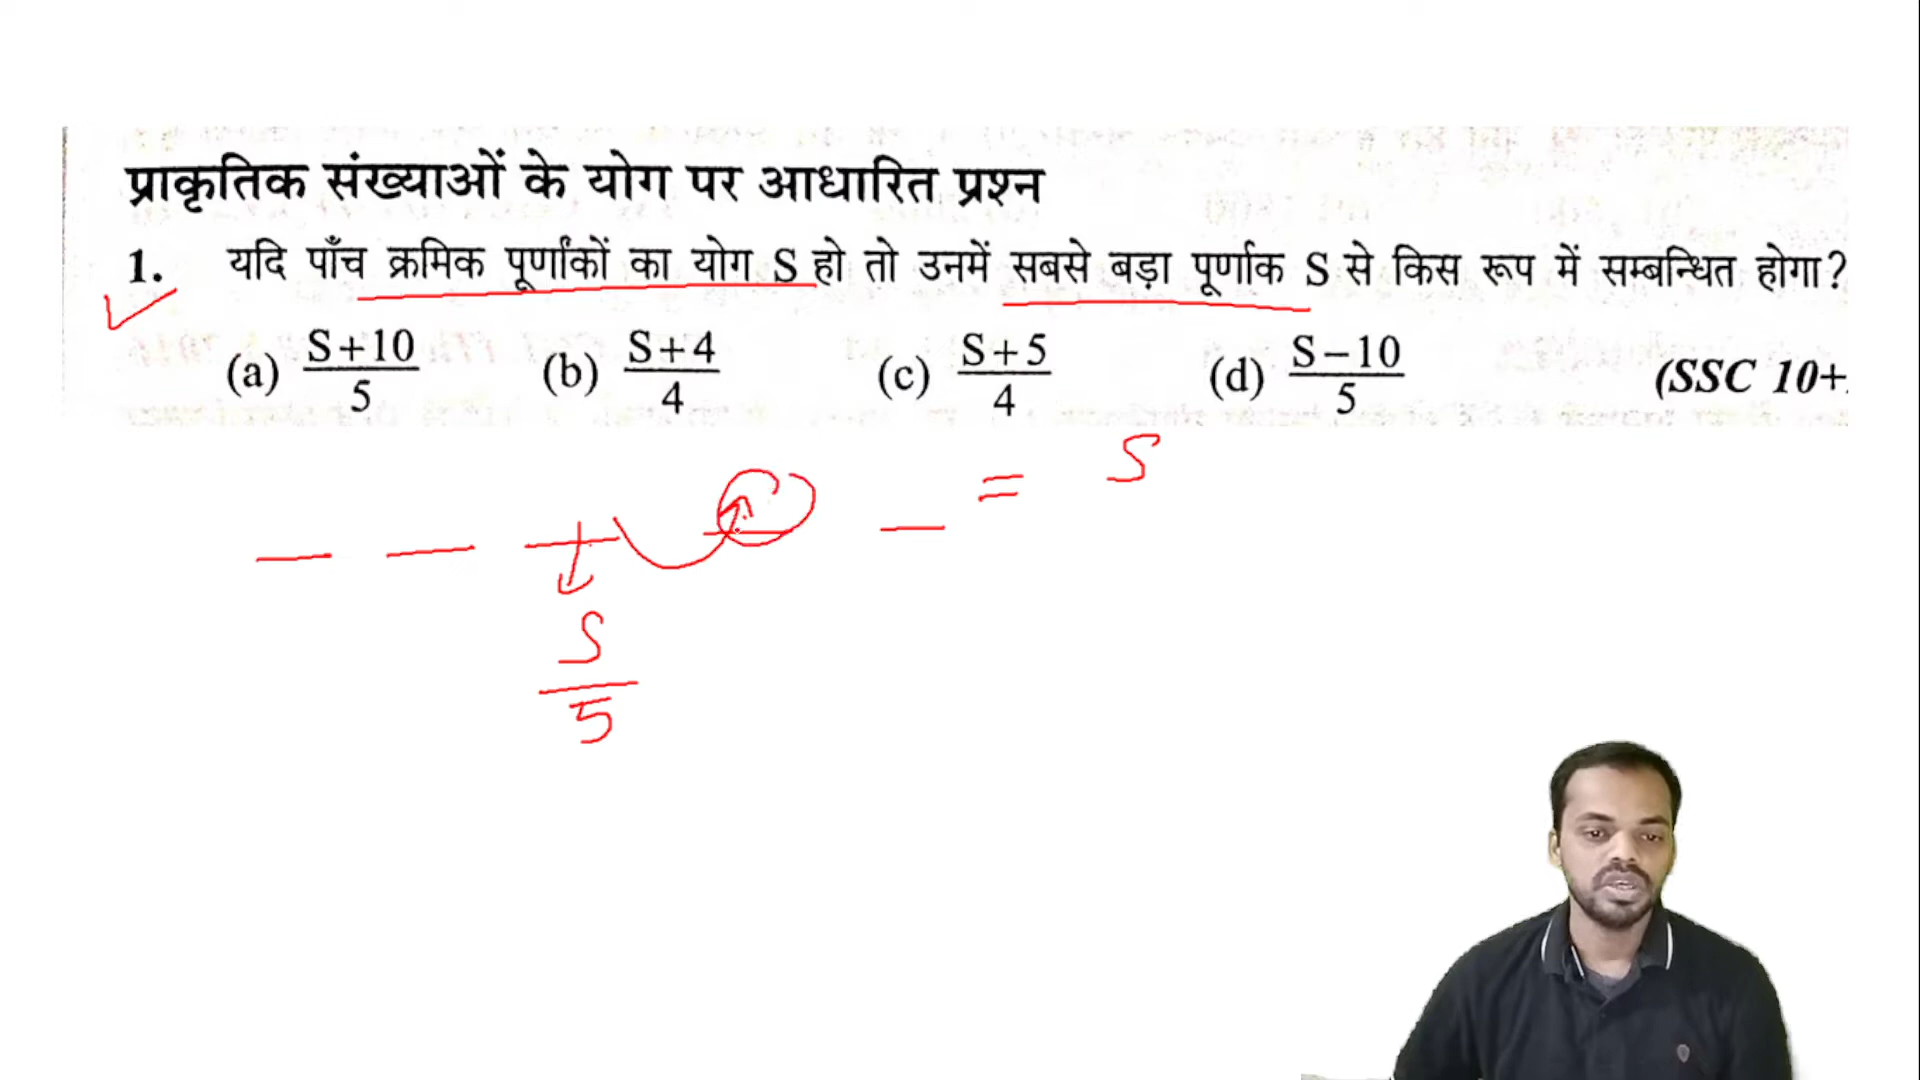 प्राकृतिक संख्याओं के योग पर आधारित प्रश्न
1. यदि पाँच क्रमिक पूर्णांकों का योग S हो तो उनमें सबसे बड़ा पूर्णाक S से किस रूप में सम्बन्धित होगा?
(a) S+10/5 (b) S+4/4 (c) S+5/4 (d) S−10/5 (SSC 10+
= S
S/5